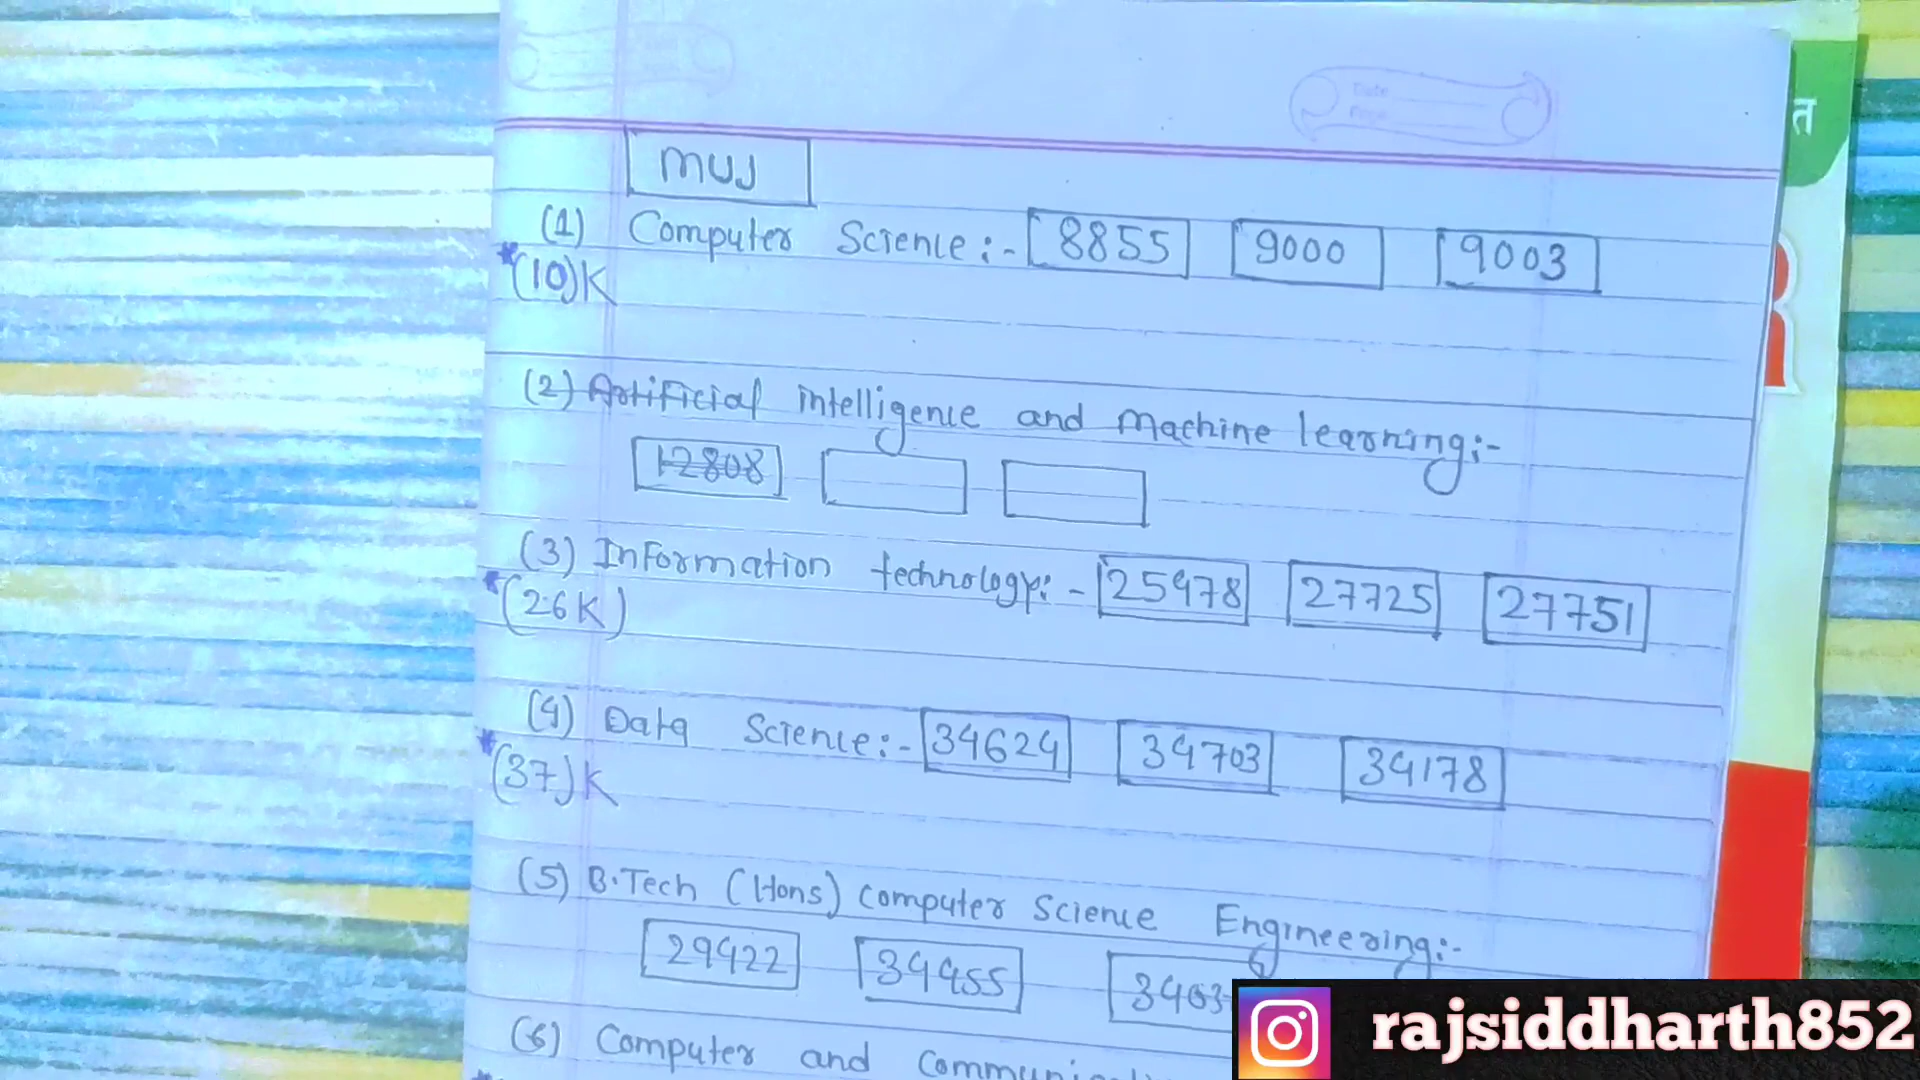 त
MUJ
(1) Computer Science:- 8855 9000 9003
*(10)K
(2) Artificial intelligence and machine learning:-
12808
(3) Information technology:- 25478 27725 27751
*(26K)
(4) Data Science:- 34624 34703 34178
*(37)K
(5) B.Tech (Hons) computer Science Engineering:-
29422 34455
(6) Computer and
rajsiddharth852